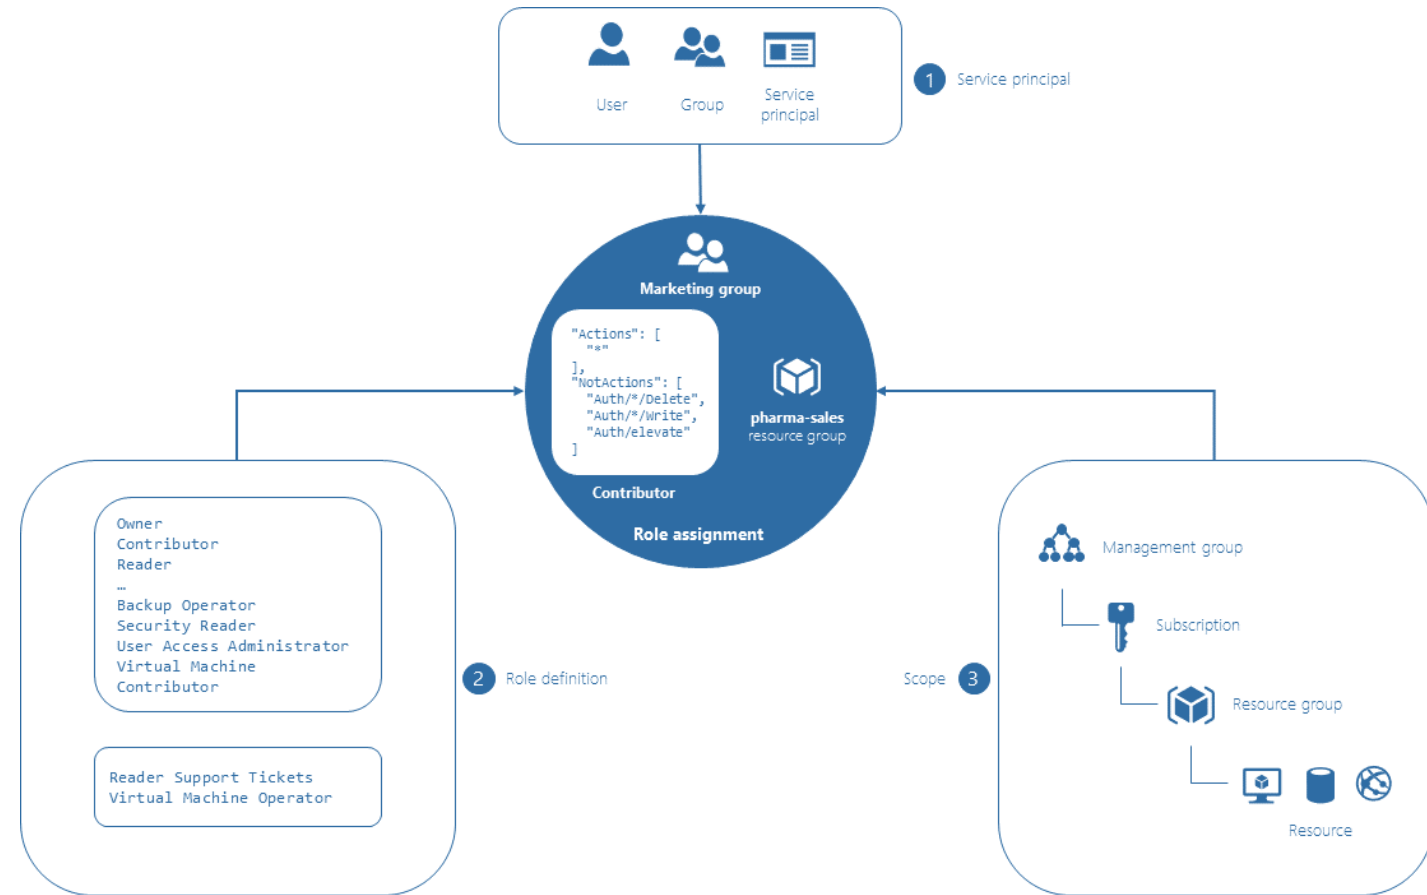 User
Group
Service
principal
1
Service principal
Marketing group
"Actions": [
"*"
],
"NotActions": [
"Auth/*/Delete",
"Auth/*/Write",
"Auth/elevate"
]
Contributor
pharma-sales
resource group
Role assignment
Owner
Contributor
Reader
…
Backup Operator
Security Reader
User Access Administrator
Virtual Machine
Contributor
Reader Support Tickets
Virtual Machine Operator
2
Role definition
Scope
3
Management group
Subscription
Resource group
Resource